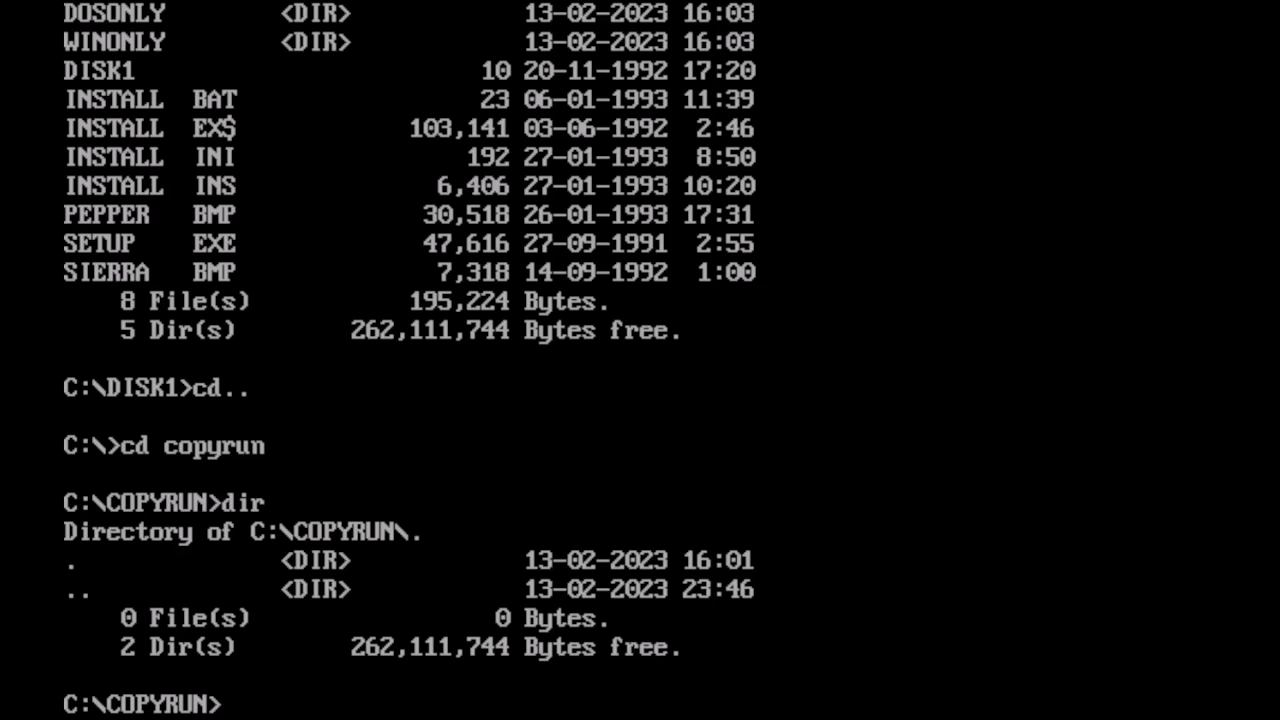 DOSONLY <DIR> 13-02-2023 16:03
WINONLY <DIR> 13-02-2023 16:03
DISK1 10 20-11-1992 17:20
INSTALL BAT 23 06-01-1993 11:39
INSTALL EX$ 103,141 03-06-1992 2:46
INSTALL INI 192 27-01-1993 8:50
INSTALL INS 6,406 27-01-1993 10:20
PEPPER BMP 30,518 26-01-1993 17:31
SETUP EXE 47,616 27-09-1991 2:55
SIERRA BMP 7,318 14-09-1992 1:00
8 File(s) 195,224 Bytes.
5 Dir(s) 262,111,744 Bytes free.
C:\DISK1>cd..
C:\>cd copyrun
C:\COPYRUN>dir
Directory of C:\COPYRUN\.
. <DIR> 13-02-2023 16:01
.. <DIR> 13-02-2023 23:46
0 File(s) 0 Bytes.
2 Dir(s) 262,111,744 Bytes free.
C:\COPYRUN>